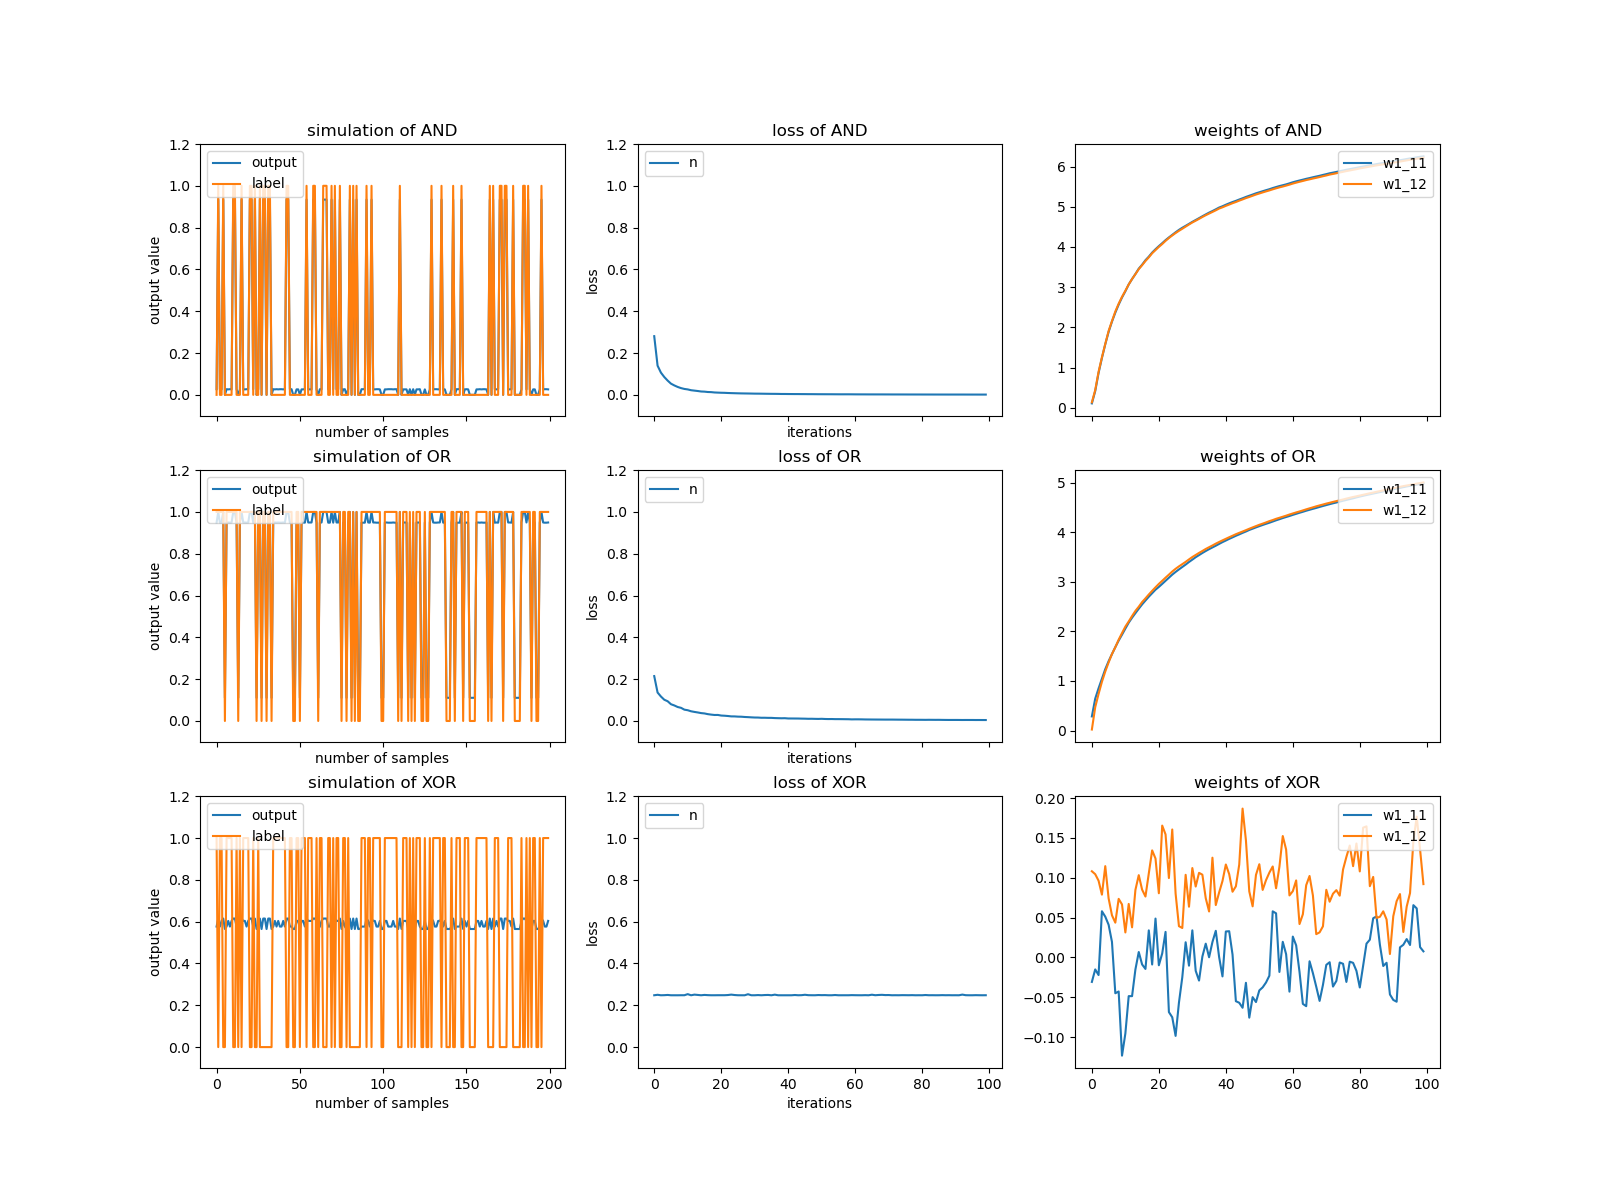 simulation of AND
1.2
1.0
0.8
0.6
0.4
0.2
0.0
output value
output
label
number of samples
loss of AND
1.2
1.0
0.8
0.6
0.4
0.2
0.0
loss
n
iterations
weights of AND
6
5
4
3
2
1
0
w1_11
w1_12
simulation of OR
1.2
1.0
0.8
0.6
0.4
0.2
0.0
output value
output
label
number of samples
loss of OR
1.2
1.0
0.8
0.6
0.4
0.2
0.0
loss
n
iterations
weights of OR
5
4
3
2
1
0
w1_11
w1_12
simulation of XOR
1.2
1.0
0.8
0.6
0.4
0.2
0.0
output value
output
label
0 50 100 150 200
number of samples
loss of XOR
1.2
1.0
0.8
0.6
0.4
0.2
0.0
loss
n
0 20 40 60 80 100
iterations
weights of XOR
0.20
0.15
0.10
0.05
0.00
−0.05
−0.10
w1_11
w1_12
0 20 40 60 80 100